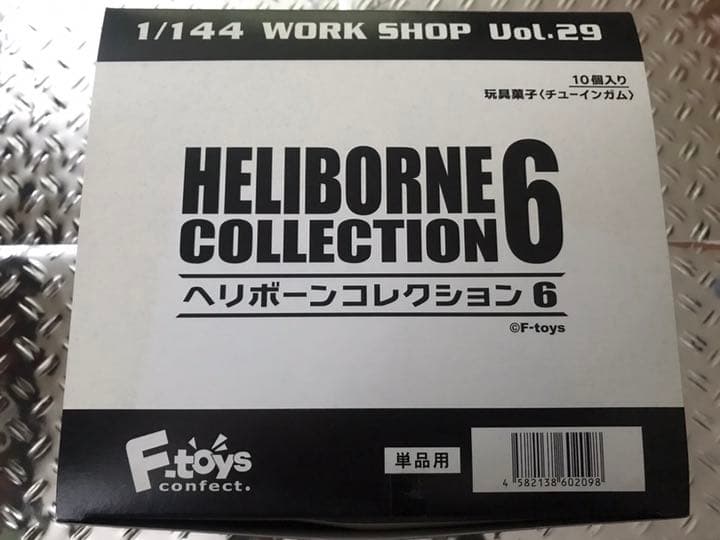 1/144 WORK SHOP Vol.29
10個入り
玩具菓子〈チューインガム〉
HELIBORNE
COLLECTION 6
ヘリボーンコレクション 6
©F-toys
F-toys
confect.
単品用
4 582138 602098